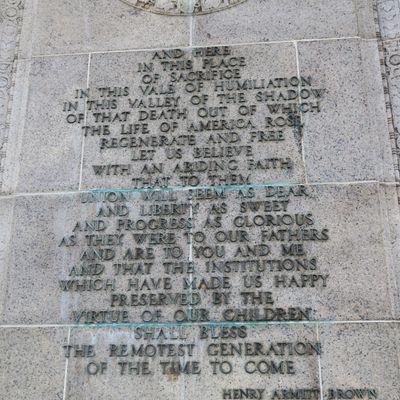 AND HERE
IN THIS PLACE
OF SACRIFICE
IN THIS VALE OF HUMILIATION
IN THIS VALLEY OF THE SHADOW
OF THAT DEATH OUT OF WHICH
THE LIFE OF AMERICA ROSE
REGENERATE AND FREE
LET US BELIEVE
WITH AN ABIDING FAITH
THAT TO THEM
UNION WILL SEEM AS DEAR
AND LIBERTY AS SWEET
AND PROGRESS AS GLORIOUS
AS THEY WERE TO OUR FATHERS
AND ARE TO YOU AND ME
AND THAT THE INSTITUTIONS
WHICH HAVE MADE US HAPPY
PRESERVED BY THE
VIRTUE OF OUR CHILDREN
SHALL BLESS
THE REMOTEST GENERATION
OF THE TIME TO COME
HENRY ARMITT BROWN